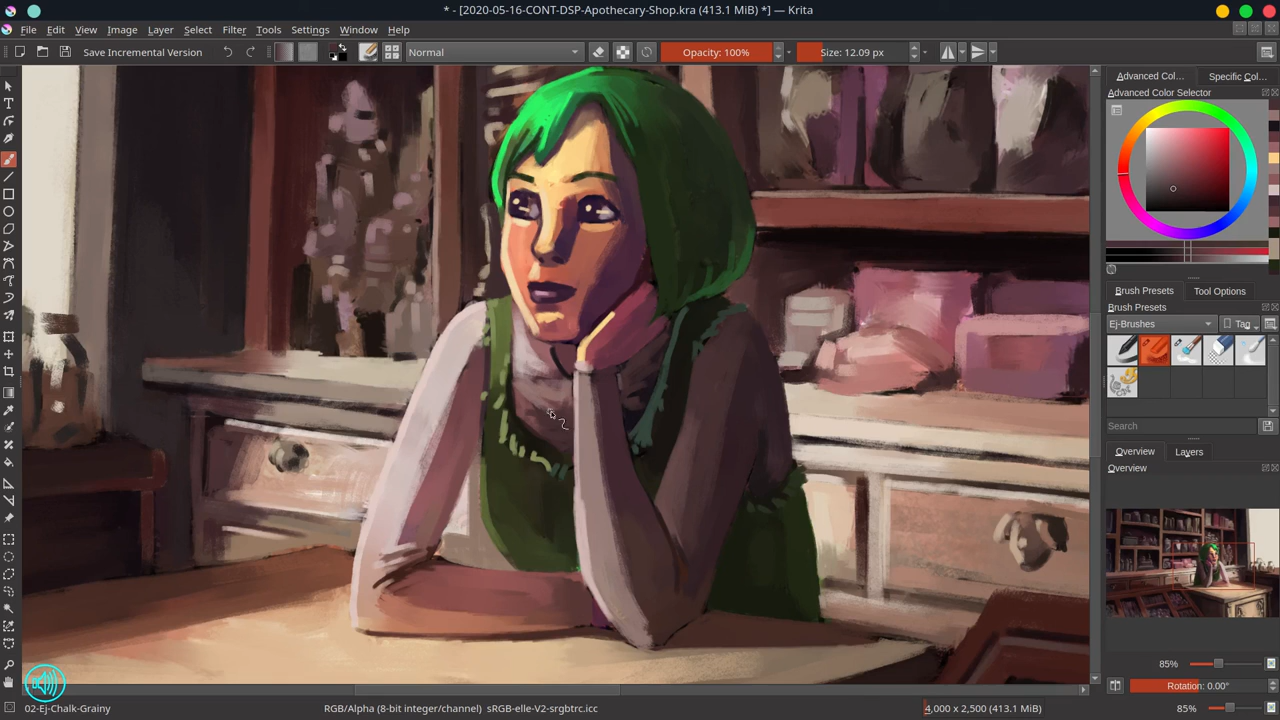 * - [2020-05-16-CONT-DSP-Apothecary-Shop.kra (413.1 MiB) *] — Krita
File Edit View Image Layer Select Filter Tools Settings Window Help
Save Incremental Version Normal Opacity: 100% Size: 12.09 px
Advanced Col... Specific Col...
Advanced Color Selector
Brush Presets Tool Options
Brush Presets
Ej-Brushes Tag
Search
Overview Layers
Overview
85%
Rotation: 0.00°
02-Ej-Chalk-Grainy RGB/Alpha (8-bit integer/channel) sRGB-elle-V2-srgbtrc.icc 4,000 x 2,500 (413.1 MiB) 85%